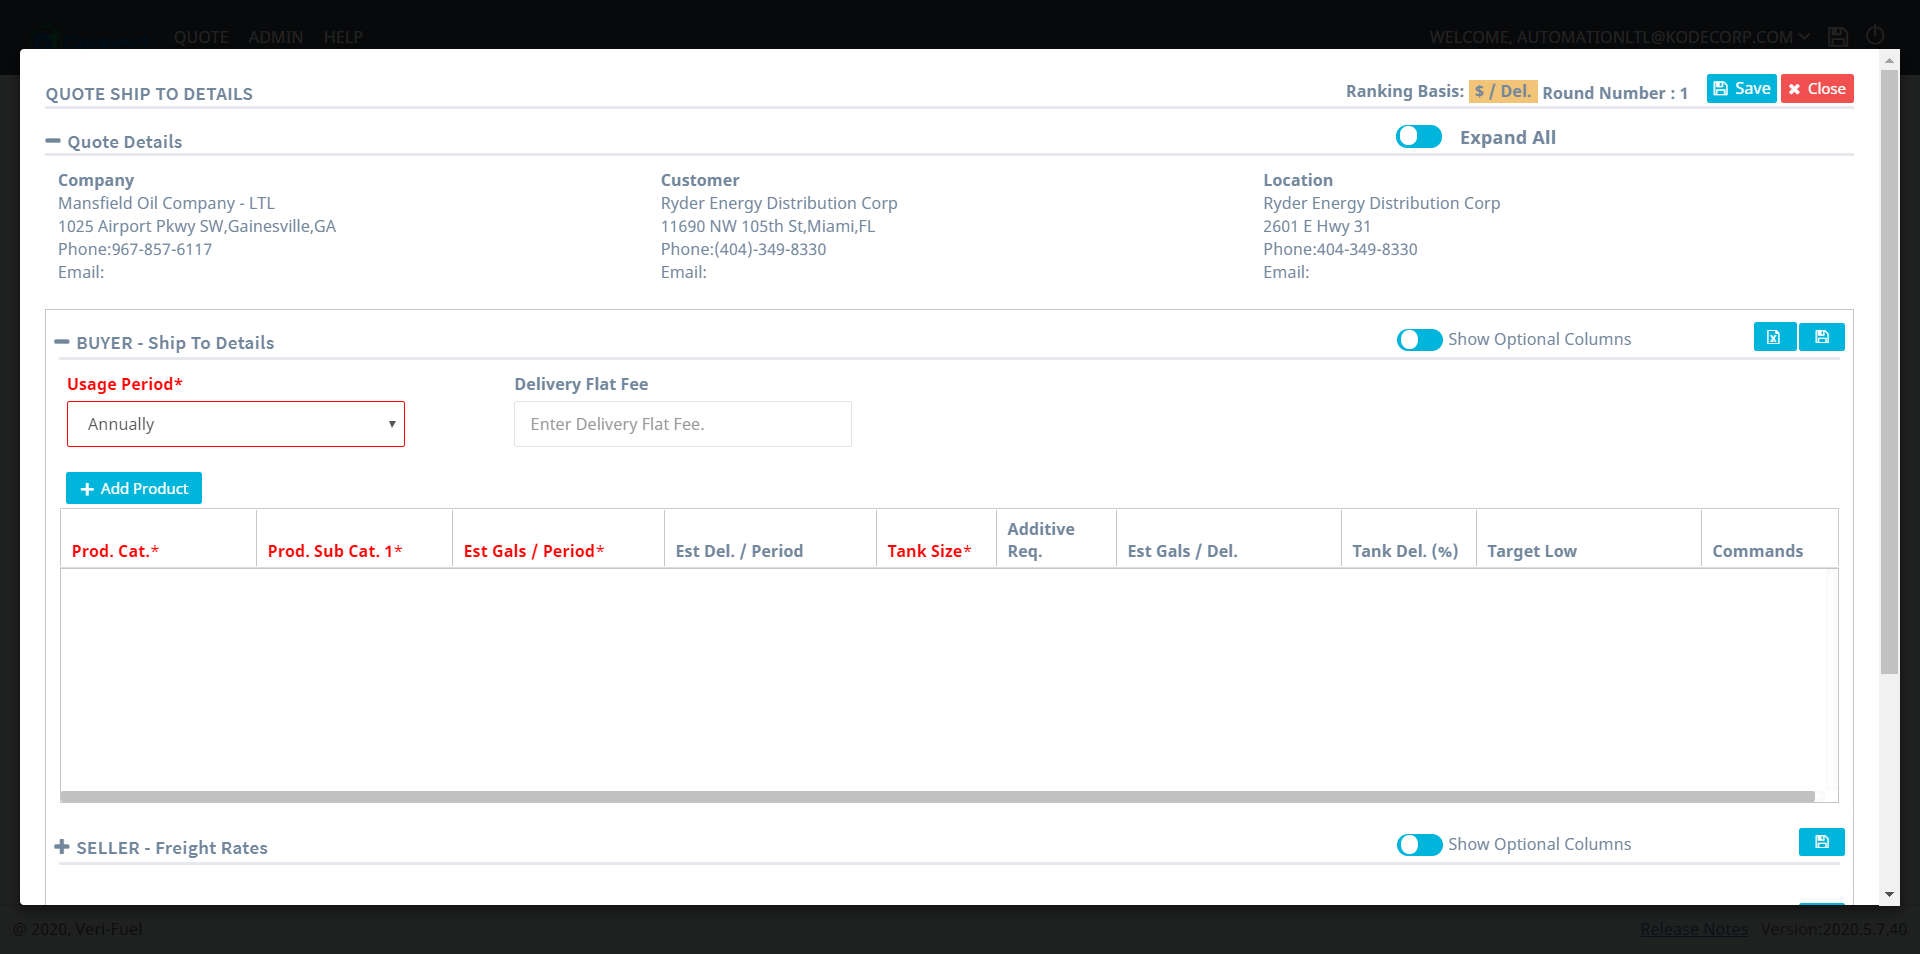 QUOTE ADMIN HELP
WELCOME, AUTOMATIONLTL@KODECORP.COM
QUOTE SHIP TO DETAILS
Ranking Basis: $ / Del. Round Number : 1
Save
Close
Quote Details
Expand All
Company
Mansfield Oil Company - LTL
1025 Airport Pkwy SW,Gainesville,GA
Phone:967-857-6117
Email:
Customer
Ryder Energy Distribution Corp
11690 NW 105th St,Miami,FL
Phone:(404)-349-8330
Email:
Location
Ryder Energy Distribution Corp
2601 E Hwy 31
Phone:404-349-8330
Email:
BUYER - Ship To Details
Show Optional Columns
Usage Period*
Annually
Delivery Flat Fee
Enter Delivery Flat Fee.
Add Product
Prod. Cat.*
Prod. Sub Cat. 1*
Est Gals / Period*
Est Del. / Period
Tank Size*
Additive
Req.
Est Gals / Del.
Tank Del. (%)
Target Low
Commands
SELLER - Freight Rates
Show Optional Columns
@ 2020, Veri-Fuel
Release Notes Version:2020.5.7.40